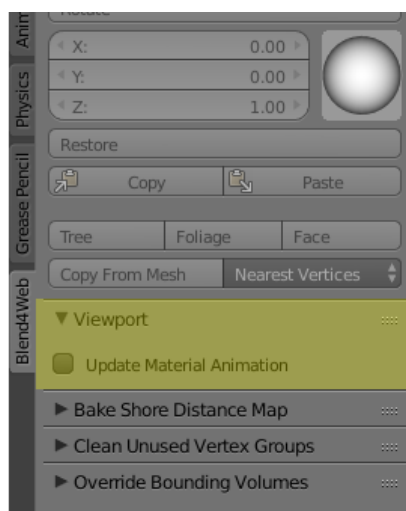 Rotate
X: 0.00
Y: 0.00
Z: 1.00
Restore
Copy Paste
Tree Foliage Face
Copy From Mesh Nearest Vertices
Viewport
Update Material Animation
Bake Shore Distance Map
Clean Unused Vertex Groups
Override Bounding Volumes
Anim
Physics
Grease Pencil
Blend4Web